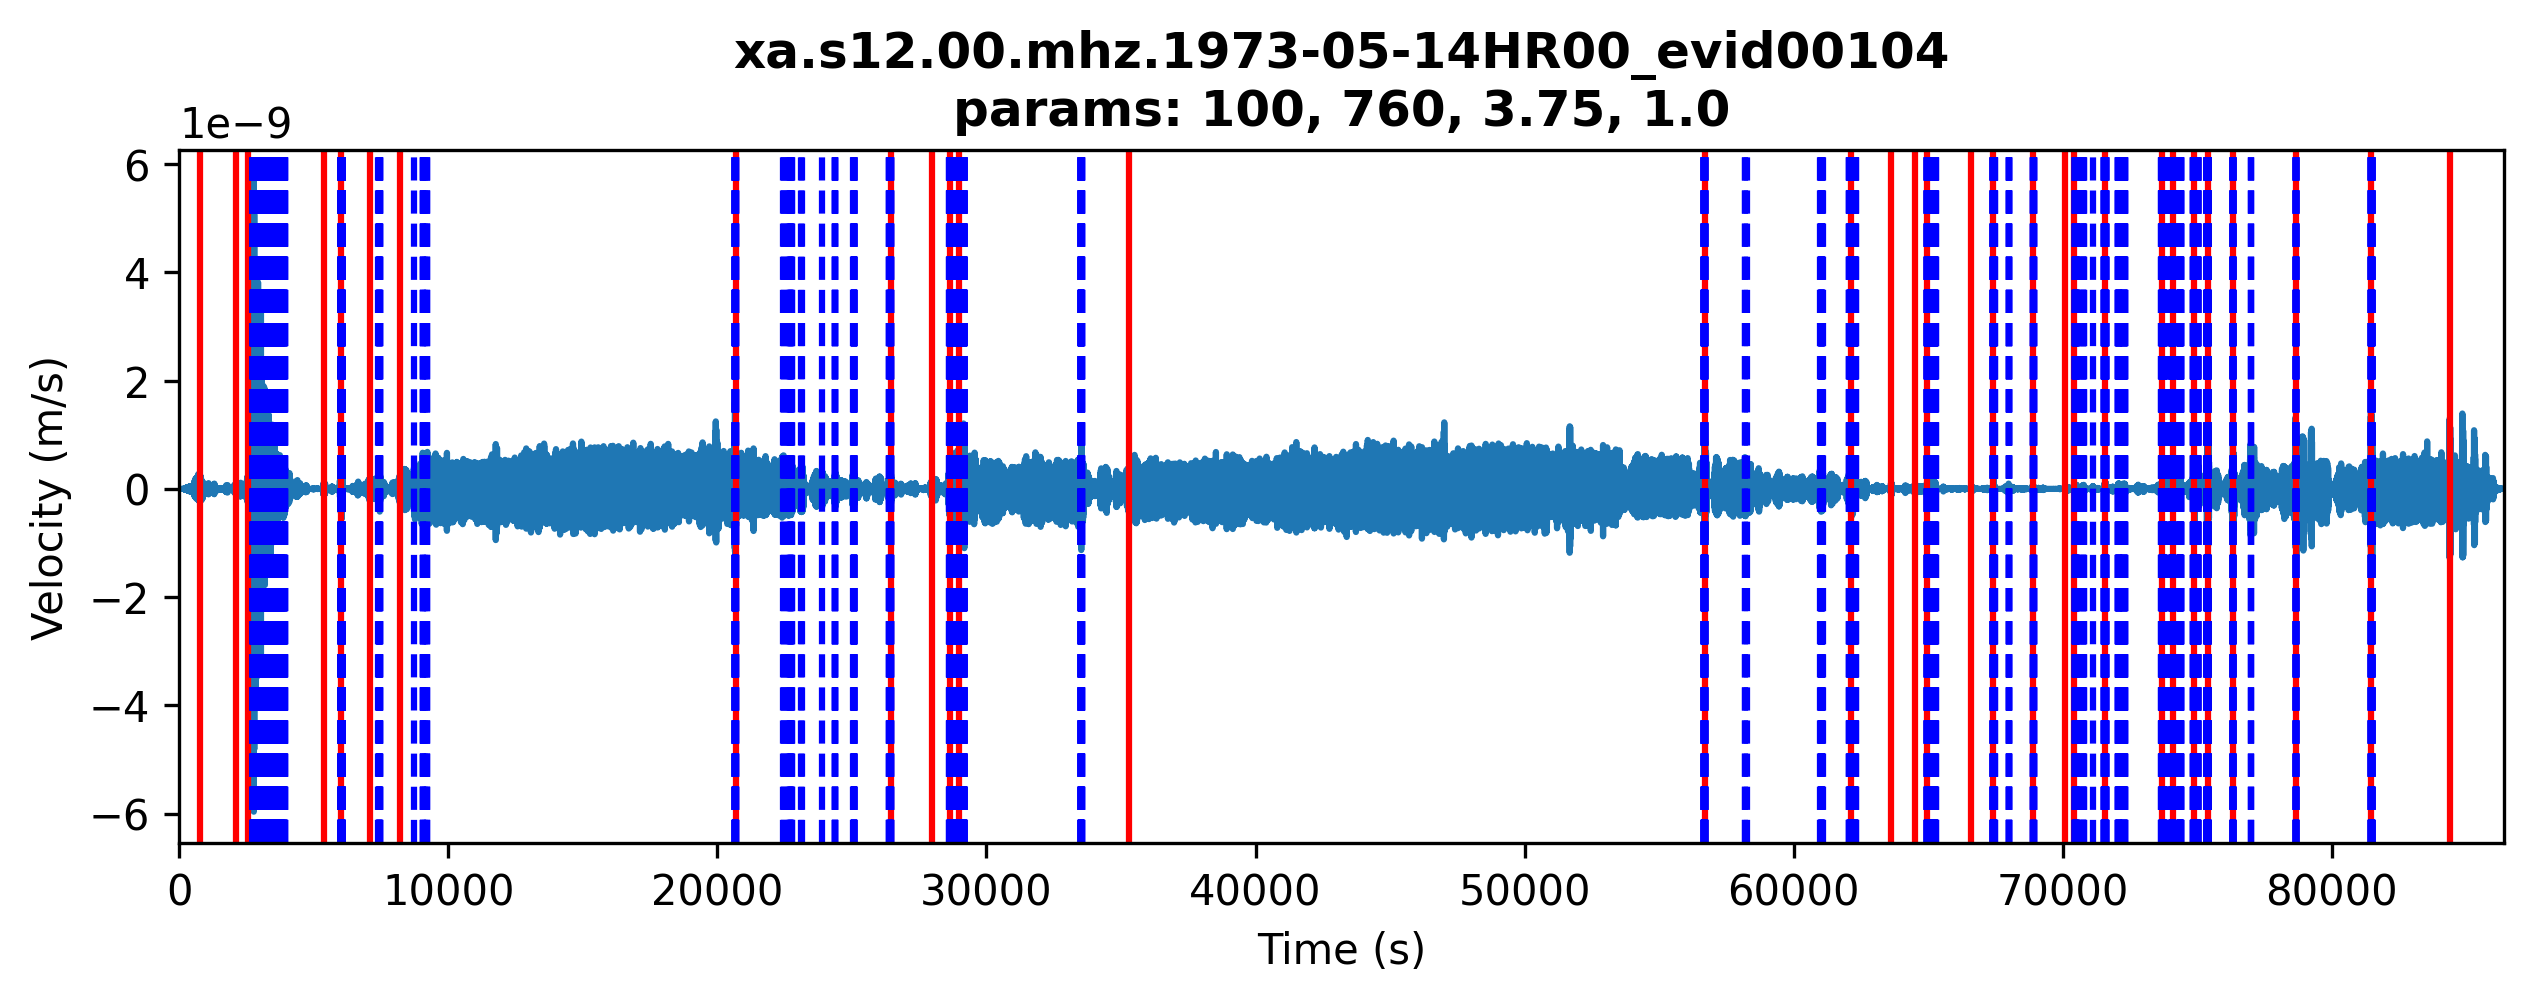 xa.s12.00.mhz.1973-05-14HR00_evid00104
params: 100, 760, 3.75, 1.0
1e−9
6
4
2
0
−2
−4
−6
Velocity (m/s)
0 10000 20000 30000 40000 50000 60000 70000 80000
Time (s)